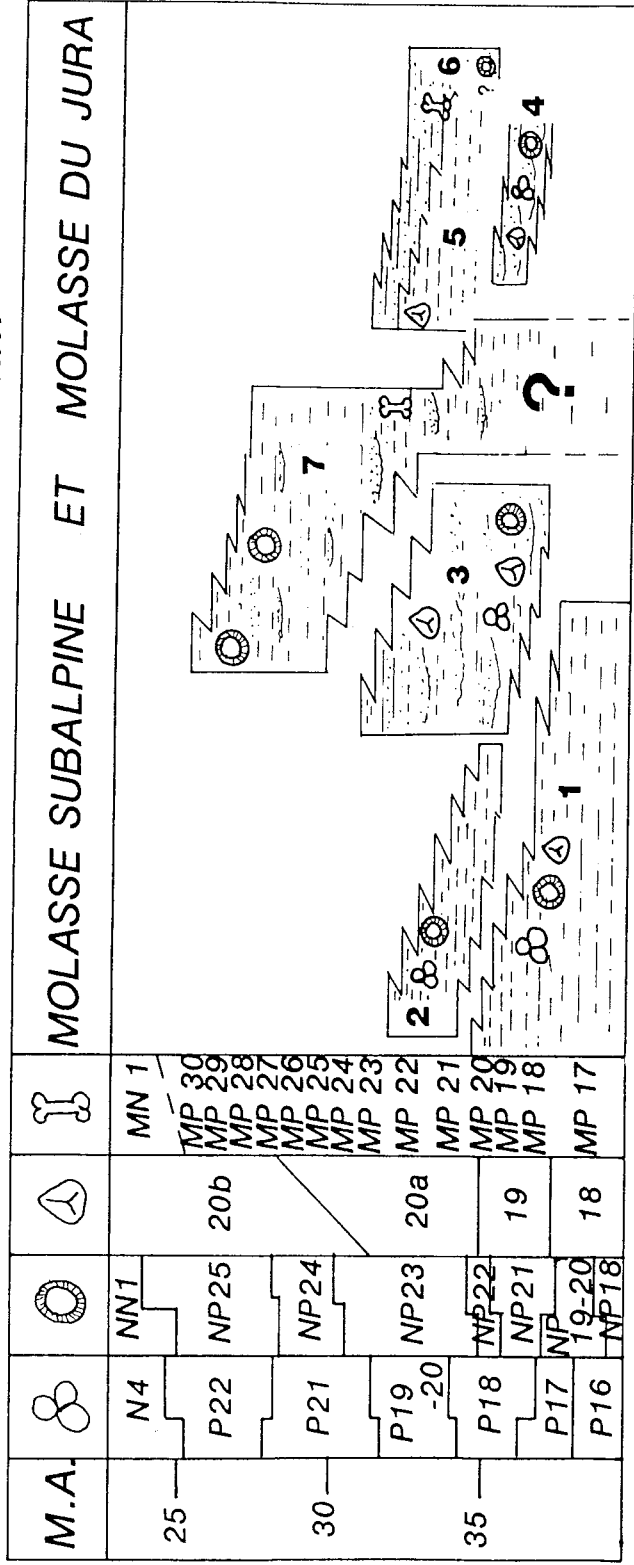 MOLASSE SUBALPINE ET MOLASSE DU JURA
M.A.
25
30
35
N4
P22
P21
P19
-20
P18
P17
P16
NN1
NP25
NP24
NP23
NP22
NP21
NP
19-20
NP18
20b
20a
19
18
MN 1
MP 30
MP 29
MP 28
MP 27
MP 26
MP 25
MP 24
MP 23
MP 22
MP 21
MP 20
MP 19
MP 18
MP 17
1
2
3
7
?
5
6
?
4